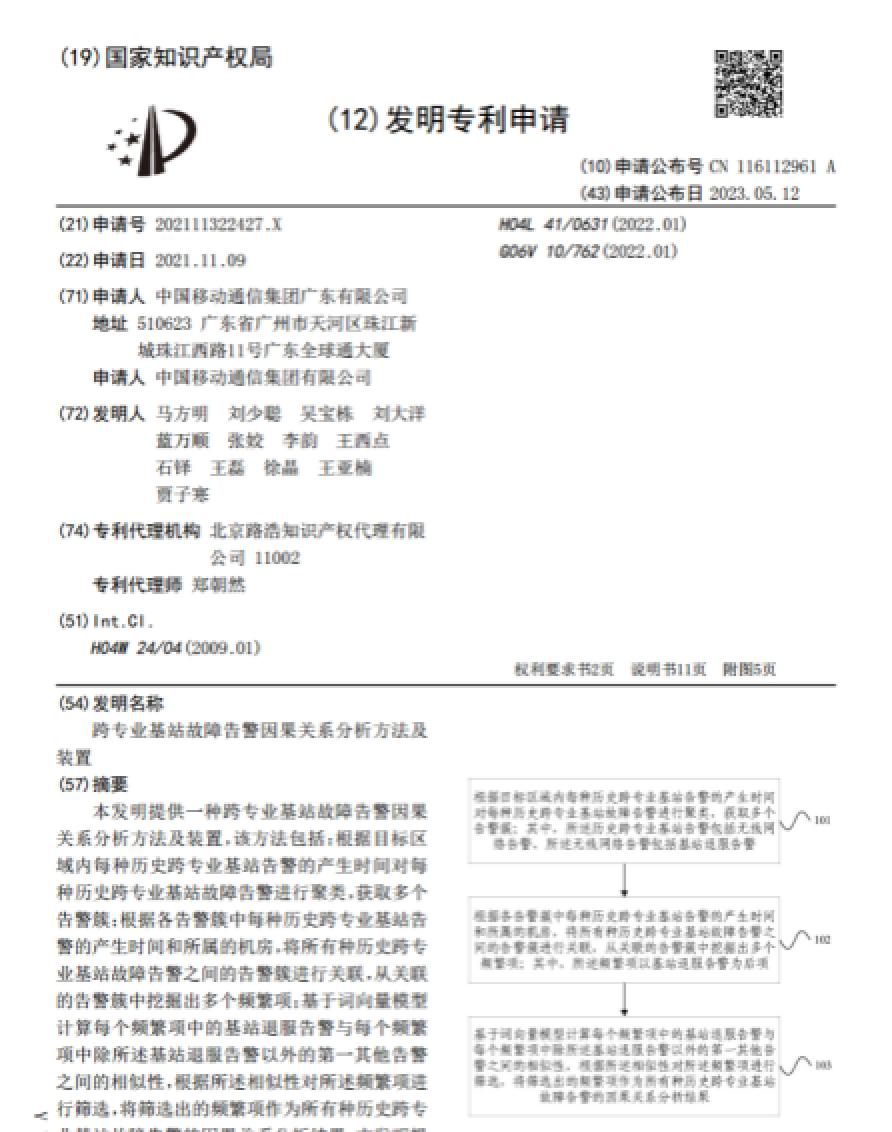 (19)国家知识产权局
(12)发明专利申请
(10)申请公布号 CN 116112961 A
(43)申请公布日 2023.05.12
(21)申请号 202111322427.X
(22)申请日 2021.11.09
(71)申请人 中国移动通信集团广东有限公司
地址 510623 广东省广州市天河区珠江新
城珠江西路11号广东全球通大厦
申请人 中国移动通信集团有限公司
(72)发明人 马方明 刘少聪 吴宝栋 刘大洋
蓝万顺 张姣 李韵 王西点
石铎 王磊 徐晶 王亚楠
贾子寒
(74)专利代理机构 北京路浩知识产权代理有限
公司 11002
专利代理师 郑朝然
(51)Int.Cl.
H04W 24/04(2009.01)
H04L 41/0631(2022.01)
G06V 10/762(2022.01)
权利要求书2页 说明书11页 附图5页
(54)发明名称
跨专业基站故障告警因果关系分析方法及
装置
(57)摘要
本发明提供一种跨专业基站故障告警因果
关系分析方法及装置,该方法包括:根据目标区
域内每种历史跨专业基站告警的产生时间对每
种历史跨专业基站故障告警进行聚类,获取多个
告警簇;根据各告警簇中每种历史跨专业基站告
警的产生时间和所属的机房,将所有种历史跨专
业基站故障告警之间的告警簇进行关联,从关联
的告警簇中挖掘出多个频繁项;基于词向量模型
计算每个频繁项中的基站退服告警与每个频繁
项中除所述基站退服告警以外的第一其他告警
之间的相似性,根据所述相似性对所述频繁项进
行筛选,将筛选出的频繁项作为所有种历史跨专
根据目标区域内每种历史跨专业基站告警的产生时间
对每种历史跨专业基站故障告警进行聚类,获取多个
告警簇;其中,所述历史跨专业基站告警包括无线网
络告警,所述无线网络告警包括基站退服告警
101
根据各告警簇中每种历史跨专业基站告警的产生时间
和所属的机房,将所有种历史跨专业基站故障告警之
间的告警簇进行关联,从关联的告警簇中挖掘出多个
频繁项;其中,所述频繁项以基站退服告警为后项
102
基于词向量模型计算每个频繁项中的基站退服告警与
每个频繁项中除所述基站退服告警以外的第一其他告
警之间的相似性,根据所述相似性对所述频繁项进行
筛选,将筛选出的频繁项作为所有种历史跨专业基站
故障告警的因果关系分析结果
103